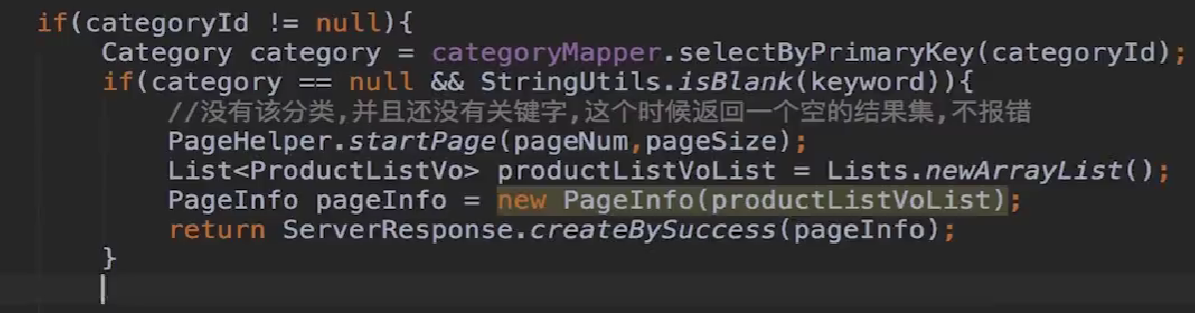 if(categoryId != null){
Category category = categoryMapper.selectByPrimaryKey(categoryId);
if(category == null && StringUtils.isBlank(keyword)){
//没有该分类,并且还没有关键字,这个时候返回一个空的结果集,不报错
PageHelper.startPage(pageNum,pageSize);
List<ProductListVo> productListVoList = Lists.newArrayList();
PageInfo pageInfo = new PageInfo(productListVoList);
return ServerResponse.createBySuccess(pageInfo);
}